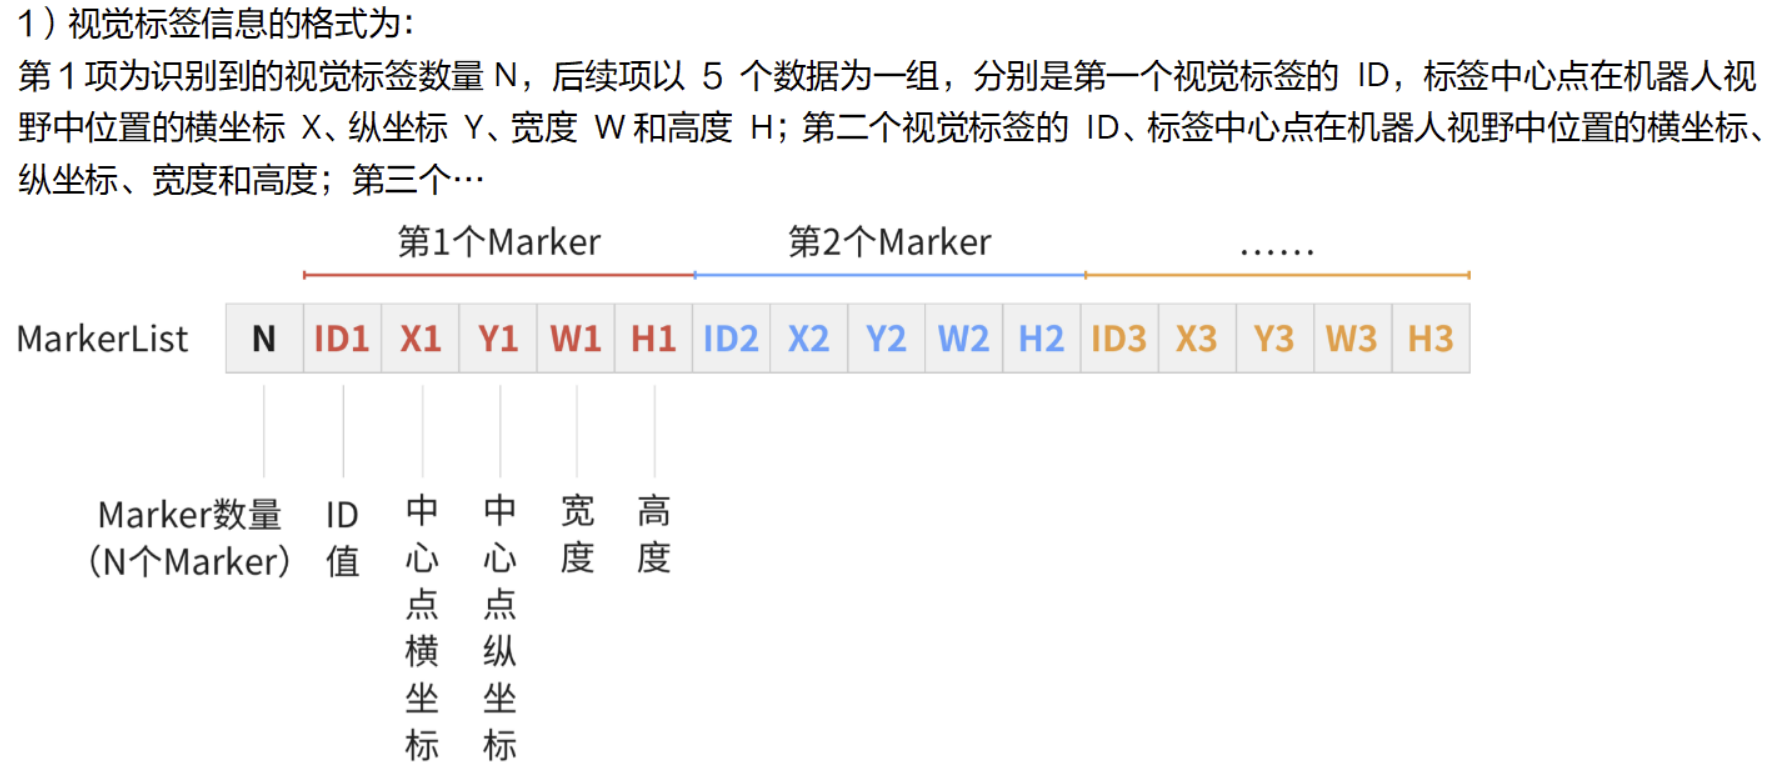 1）视觉标签信息的格式为：
第 1 项为识别到的视觉标签数量 N，后续项以 5 个数据为一组，分别是第一个视觉标签的 ID，标签中心点在机器人视
野中位置的横坐标 X、纵坐标 Y、宽度 W 和高度 H；第二个视觉标签的 ID、标签中心点在机器人视野中位置的横坐标、
纵坐标、宽度和高度；第三个…
第1个Marker 第2个Marker ……
MarkerList N ID1 X1 Y1 W1 H1 ID2 X2 Y2 W2 H2 ID3 X3 Y3 W3 H3
Marker数量
（N个Marker）
ID
值
中心点横坐标
中心点纵坐标
宽度
高度